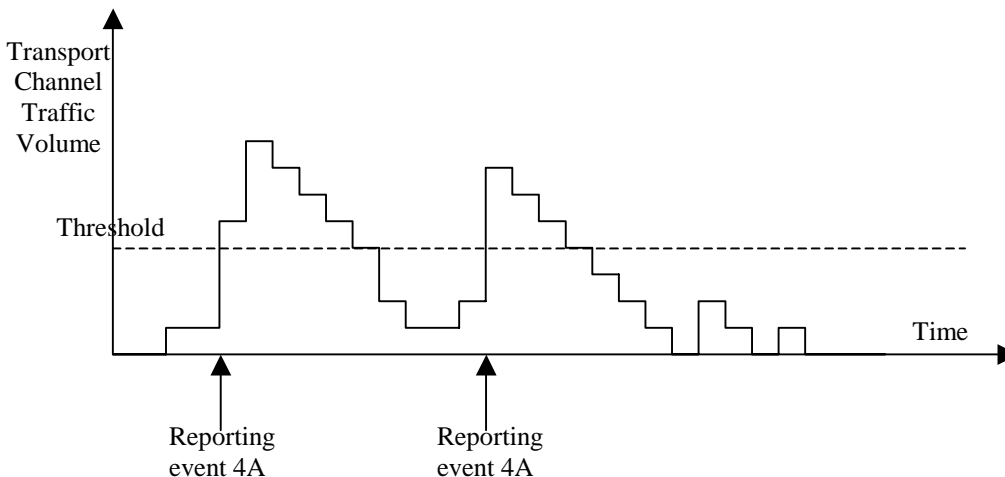 Transport
Channel
Traffic
Volume
Threshold
Time
Reporting
event 4A
Reporting
event 4A